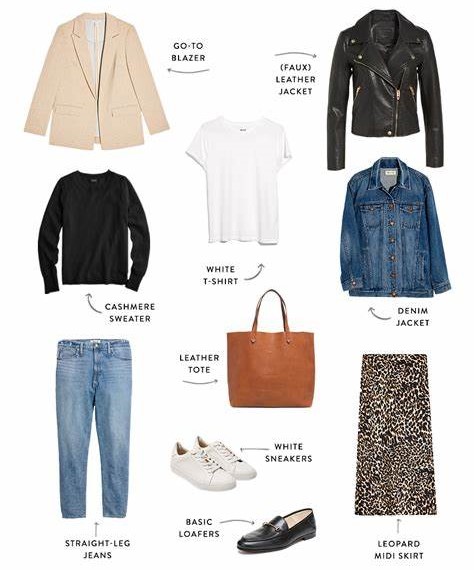 GO-TO
BLAZER
(FAUX)
LEATHER
JACKET
WHITE
T-SHIRT
CASHMERE
SWEATER
DENIM
JACKET
LEATHER
TOTE
WHITE
SNEAKERS
BASIC
LOAFERS
STRAIGHT-LEG
JEANS
LEOPARD
MIDI SKIRT